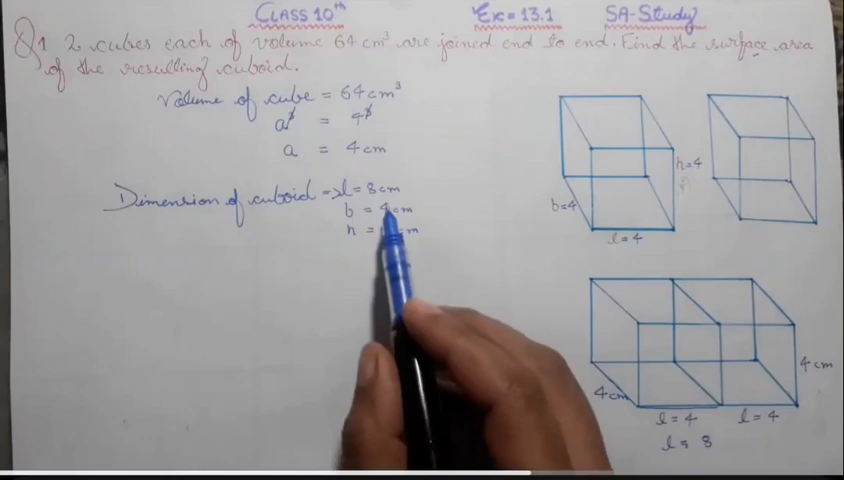 CLASS 10th Ex = 13.1 SA-Study
Q1 2 cubes each of volume 64 cm³ are joined end to end. Find the surface area
of the resulting cuboid.
Volume of cube = 64 cm³
a³ = 4³
a = 4 cm
Dimension of cuboid => l = 8 cm
b = 4 cm
h = cm
h = 4
b = 4
l = 4
4 cm
4 cm
l = 4 l = 4
l = 8